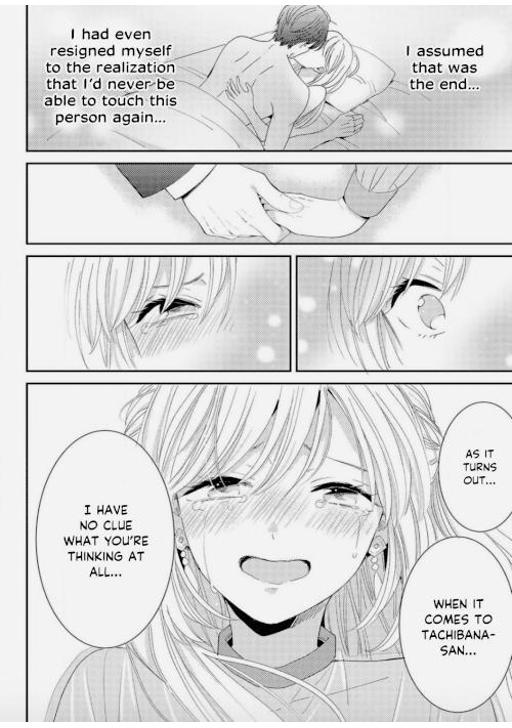 I assumed
that was
the end...
I had even
resigned myself
to the realization
that I'd never be
able to touch this
person again...
AS IT
TURNS
OUT...
WHEN IT
COMES TO
TACHIBANA-
SAN...
I HAVE
NO CLUE
WHAT YOU'RE
THINKING AT
ALL...